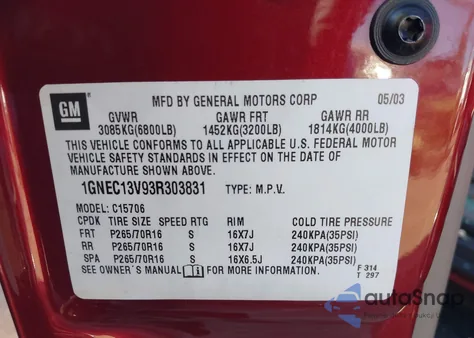 GM
MFD BY GENERAL MOTORS CORP 05/03
GVWR GAWR FRT GAWR RR
3085KG(6800LB) 1452KG(3200LB) 1814KG(4000LB)
THIS VEHICLE CONFORMS TO ALL APPLICABLE U.S. FEDERAL MOTOR
VEHICLE SAFETY STANDARDS IN EFFECT ON THE DATE OF
MANUFACTURE SHOWN ABOVE.
1GNEC13V93R303831 TYPE: M.P.V.
MODEL: C15706
CPDK TIRE SIZE SPEED RTG RIM COLD TIRE PRESSURE
FRT P265/70R16 S 16X7J 240KPA(35PSI)
RR P265/70R16 S 16X7J 240KPA(35PSI)
SPA P265/70R16 S 16X6.5J 240KPA(35PSI)
SEE OWNER'S MANUAL FOR MORE INFORMATION.
F 314
T 297
autoSnap